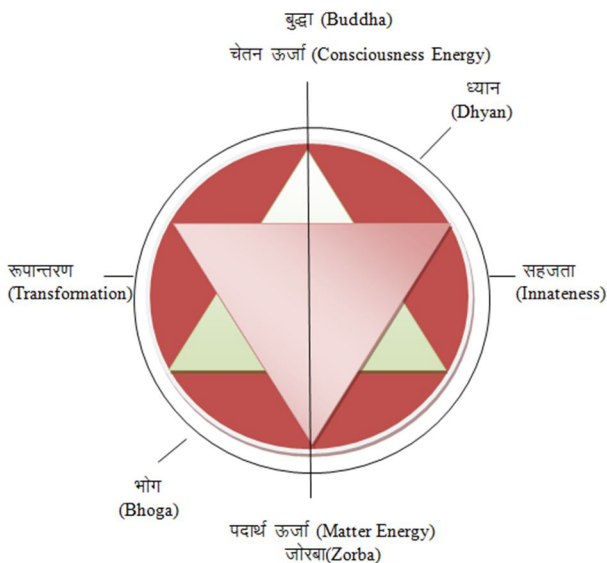 बुद्धा (Buddha)
चेतन ऊर्जा (Consciousness Energy)
ध्यान
(Dhyan)
रूपान्तरण
(Transformation)
सहजता
(Innateness)
भोग
(Bhoga)
पदार्थ ऊर्जा (Matter Energy)
जोरबा(Zorba)